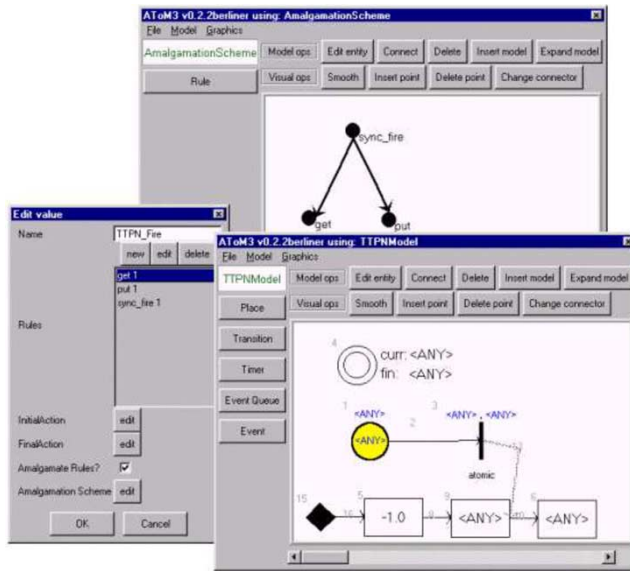 AToM3 v0.2.2berliner using: AmalgamationScheme
File Model Graphics
AmalgamationScheme Model ops Edit entity Connect Delete Insert model Expand model
Rule Visual ops Smooth Insert point Delete point Change connector
sync_fire
get put
Edit value
Name TTPN_Fire
new edit delete
get 1
put 1
sync_fire 1
Rules
InitialAction edit
FinalAction edit
Amalgamate Rules?
Amalgamation Scheme edit
OK Cancel
AToM3 v0.2.2berliner using: TTPNModel
File Model Graphics
TTPNModel Model ops Edit entity Connect Delete Insert model Expand model
Place Visual ops Smooth Insert point Delete point Change connector
Transition
Timer
Event Queue
Event
4
curr: <ANY>
fin: <ANY>
1 <ANY> 2 3 <ANY> , <ANY>
<ANY>
atomic
15 5 9 6
16 -1.0 8 <ANY> <ANY>